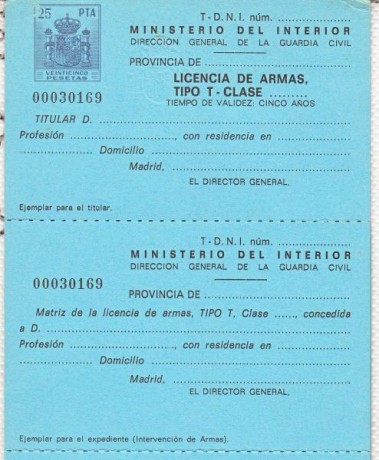 25 PTA
VEINTICINCO
PESETAS
T-D.N.I. núm. ......................
MINISTERIO DEL INTERIOR
DIRECCIÓN GENERAL DE LA GUARDIA CIVIL
PROVINCIA DE ....................................
00030169
LICENCIA DE ARMAS,
TIPO T-CLASE .........
TIEMPO DE VALIDEZ: CINCO AÑOS
TITULAR D. ........................................
Profesión ........................, con residencia en ....................
........................ Domicilio ........................
Madrid, ........................
EL DIRECTOR GENERAL.
Ejemplar para el titular.
T-D.N.I. núm. ......................
MINISTERIO DEL INTERIOR
DIRECCIÓN GENERAL DE LA GUARDIA CIVIL
00030169
PROVINCIA DE ....................................
Matriz de la licencia de armas, TIPO T, Clase ......, concedida
a D. ........................................
Profesión ........................, con residencia en ....................
........................ Domicilio ........................
Madrid, ........................
EL DIRECTOR GENERAL.
Ejemplar para el expediente (Intervención de Armas).